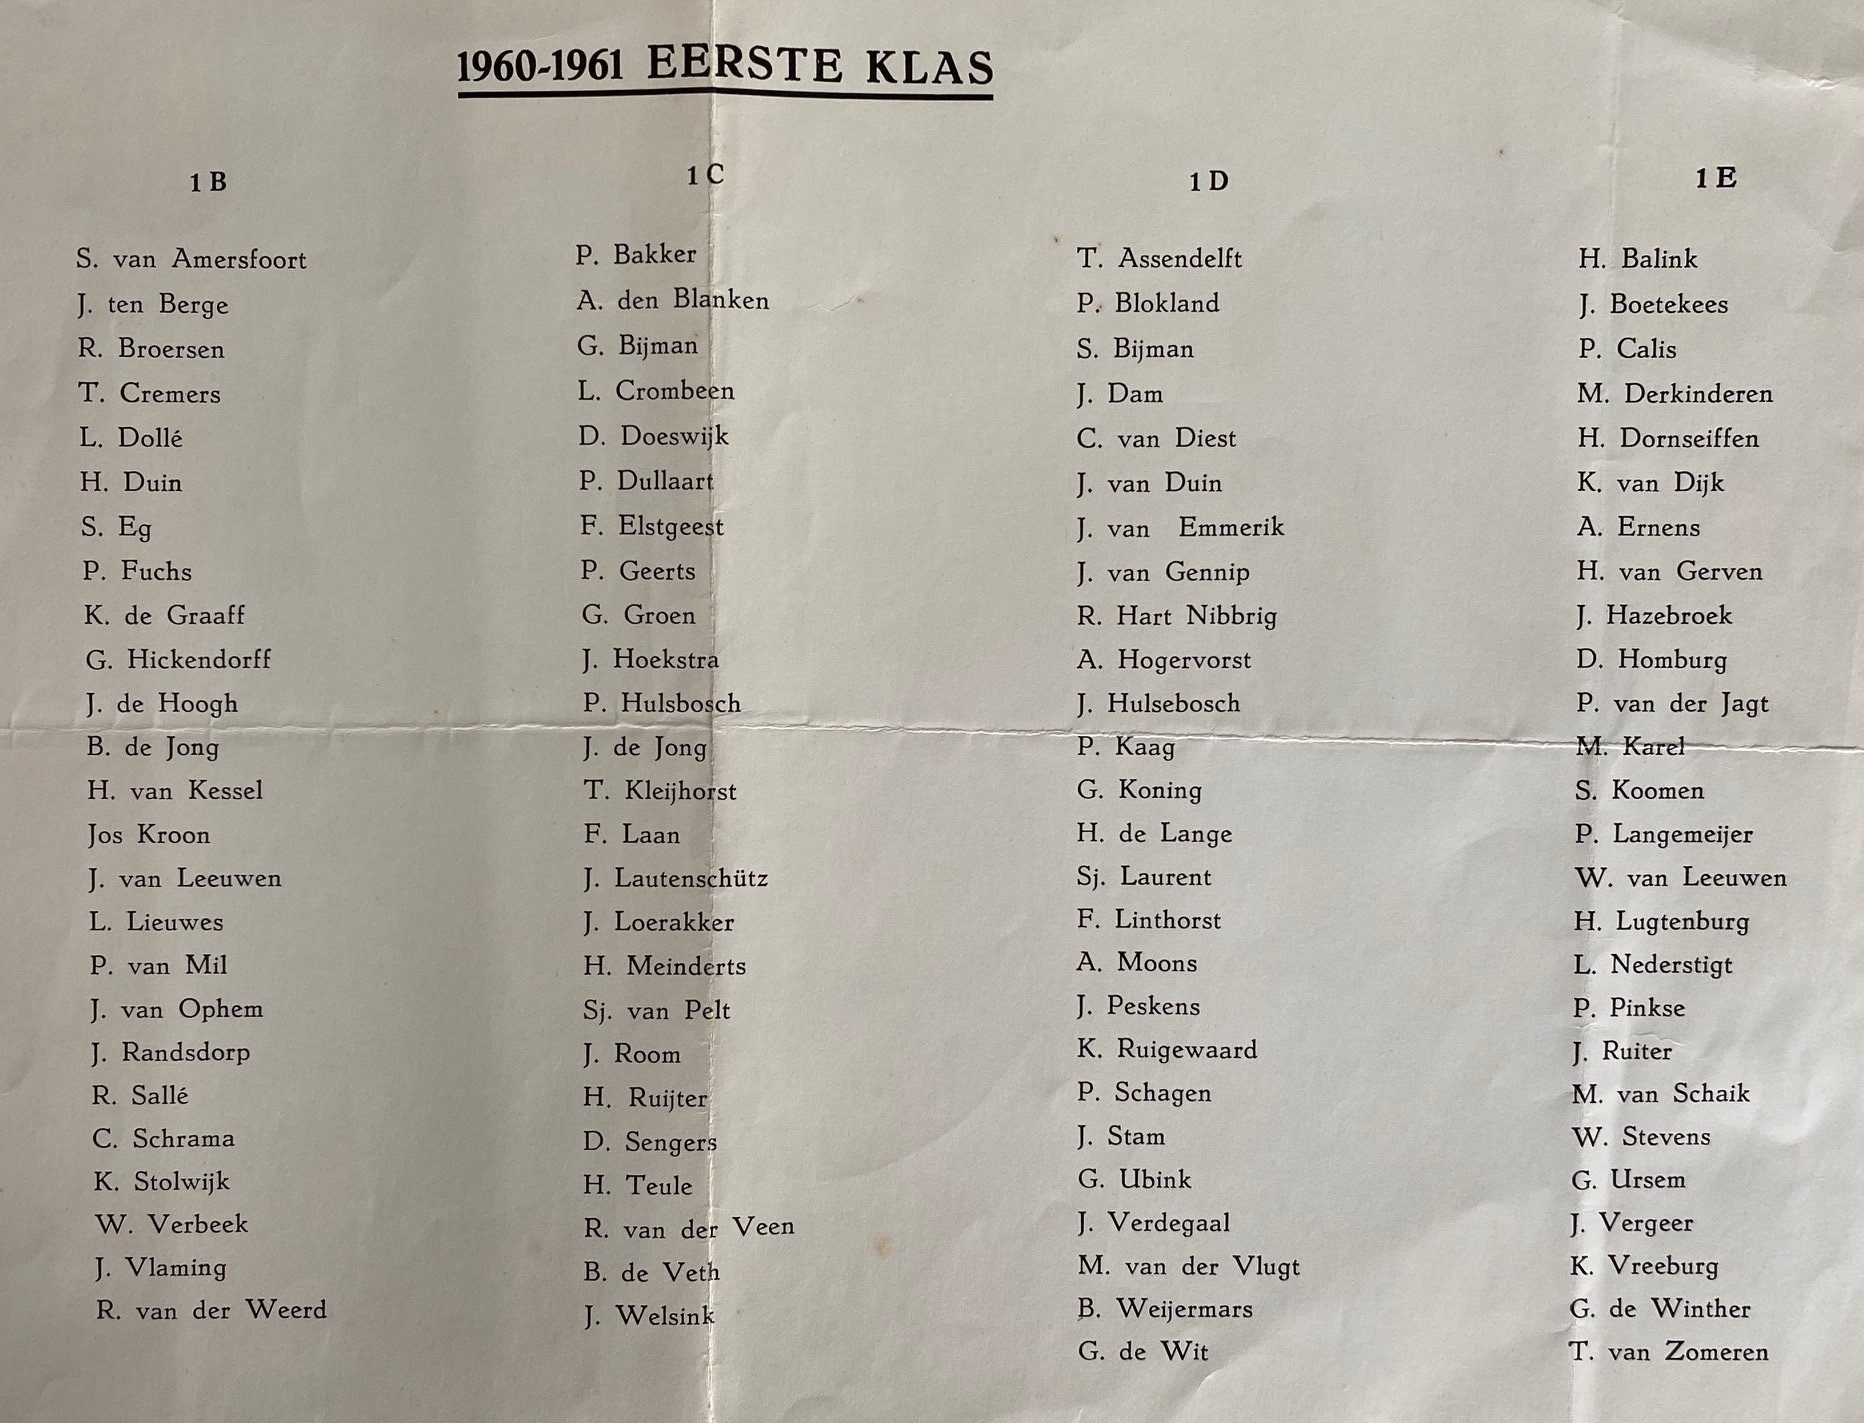 1960-1961 EERSTE KLAS
1 B
S. van Amersfoort
J. ten Berge
R. Broersen
T. Cremers
L. Dollé
H. Duin
S. Eg
P. Fuchs
K. de Graaff
G. Hickendorff
J. de Hoogh
B. de Jong
H. van Kessel
Jos Kroon
J. van Leeuwen
L. Lieuwes
P. van Mil
J. van Ophem
J. Randsdorp
R. Sallé
C. Schrama
K. Stolwijk
W. Verbeek
J. Vlaming
R. van der Weerd
1 C
P. Bakker
A. den Blanken
G. Bijman
L. Crombeen
D. Doeswijk
P. Dullaart
F. Elstgeest
P. Geerts
G. Groen
J. Hoekstra
P. Hulsbosch
J. de Jong
T. Kleijhorst
F. Laan
J. Lautenschütz
J. Loerakker
H. Meinderts
Sj. van Pelt
J. Room
H. Ruijter
D. Sengers
H. Teule
R. van der Veen
B. de Veth
J. Welsink
1 D
T. Assendelft
P. Blokland
S. Bijman
J. Dam
C. van Diest
J. van Duin
J. van Emmerik
J. van Gennip
R. Hart Nibbrig
A. Hogervorst
J. Hulsebosch
P. Kaag
G. Koning
H. de Lange
Sj. Laurent
F. Linthorst
A. Moons
J. Peskens
K. Ruigewaard
P. Schagen
J. Stam
G. Ubink
J. Verdegaal
M. van der Vlugt
B. Weijermars
G. de Wit
1 E
H. Balink
J. Boetekees
P. Calis
M. Derkinderen
H. Dornseiffen
K. van Dijk
A. Ernens
H. van Gerven
J. Hazebroek
D. Homburg
P. van der Jagt
M. Karel
S. Koomen
P. Langemeijer
W. van Leeuwen
H. Lugtenburg
L. Nederstigt
P. Pinkse
J. Ruiter
M. van Schaik
W. Stevens
G. Ursem
J. Vergeer
K. Vreeburg
G. de Winther
T. van Zomeren